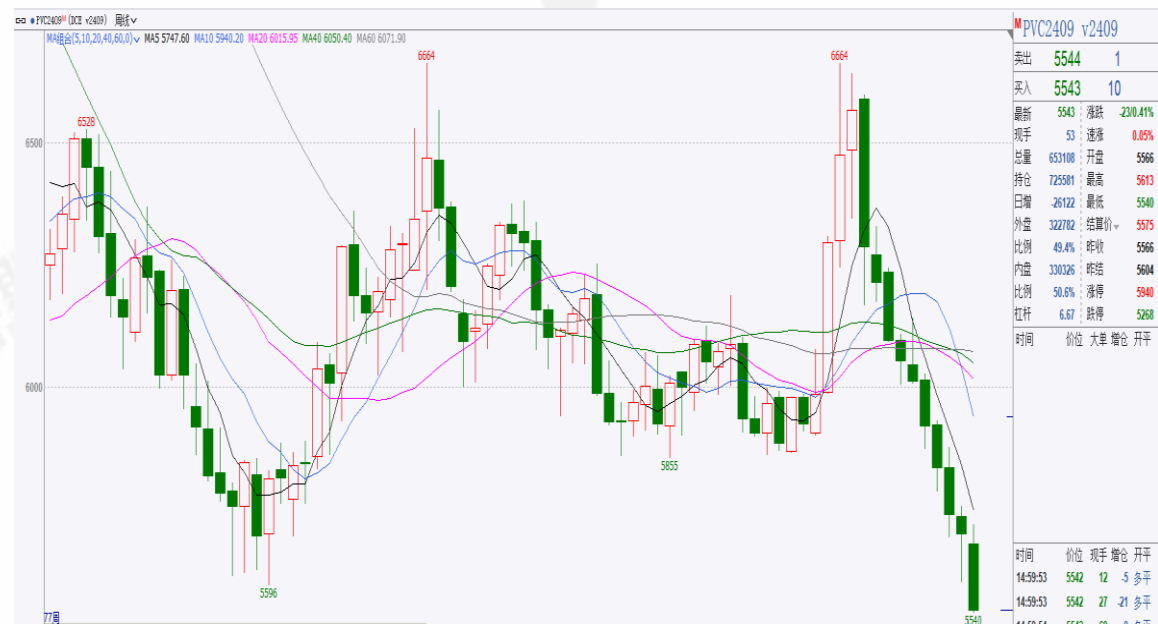 PVC2409M (DCE v2409) 周线
MA组合(5,10,20,40,60,0) MA5 5747.60 MA10 5940.20 MA20 6015.95 MA40 6050.40 MA60 6071.90
6664
6664
6528
6500
6000
5855
5596
5540
77周
M PVC2409 v2409
卖出 5544 1
买入 5543 10
最新 5543 涨跌 -23/0.41%
现手 53 速涨 0.05%
总量 653108 开盘 5566
持仓 725581 最高 5613
日增 -26122 最低 5540
外盘 322782 结算价 5575
比例 49.4% 昨收 5566
内盘 330326 昨结 5604
比例 50.6% 涨停 5940
杠杆 6.67 跌停 5268
时间 价位 大单 增仓 开平
时间 价位 现手 增仓 开平
14:59:53 5542 12 -5 多平
14:59:53 5542 27 -21 多平